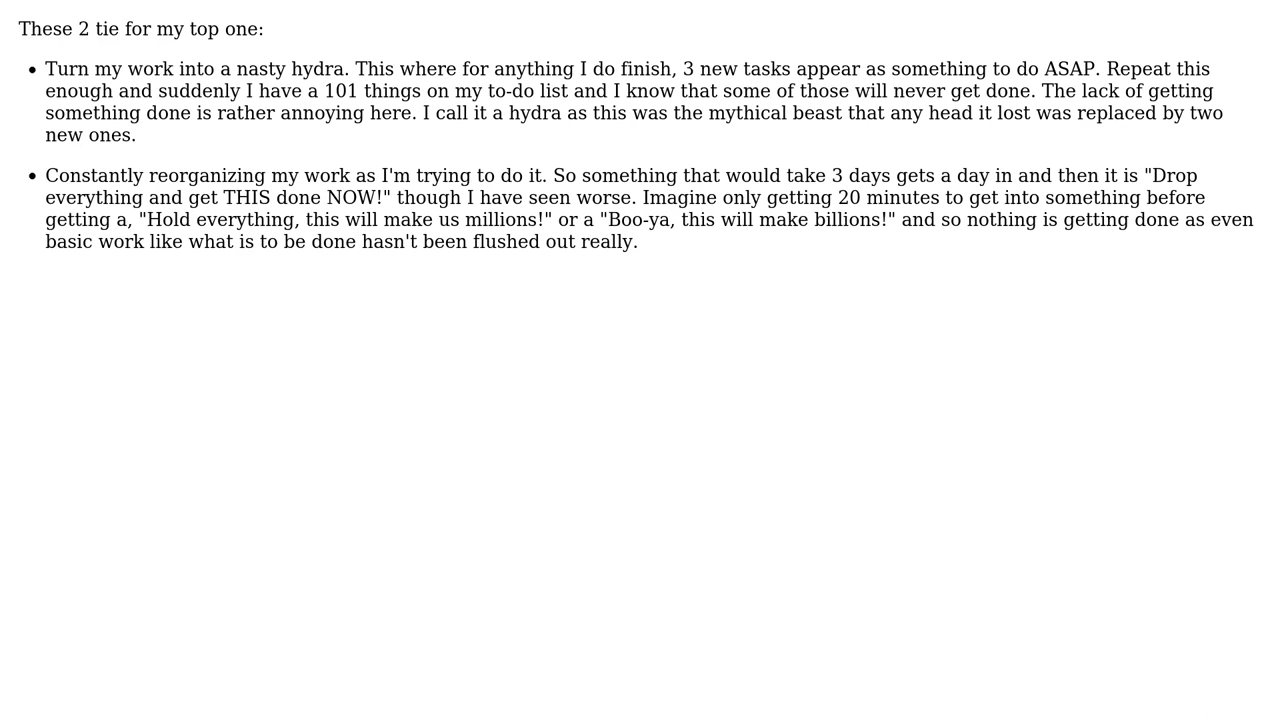 These 2 tie for my top one:
• Turn my work into a nasty hydra. This where for anything I do finish, 3 new tasks appear as something to do ASAP. Repeat this
enough and suddenly I have a 101 things on my to-do list and I know that some of those will never get done. The lack of getting
something done is rather annoying here. I call it a hydra as this was the mythical beast that any head it lost was replaced by two
new ones.
• Constantly reorganizing my work as I'm trying to do it. So something that would take 3 days gets a day in and then it is "Drop
everything and get THIS done NOW!" though I have seen worse. Imagine only getting 20 minutes to get into something before
getting a, "Hold everything, this will make us millions!" or a "Boo-ya, this will make billions!" and so nothing is getting done as even
basic work like what is to be done hasn't been flushed out really.